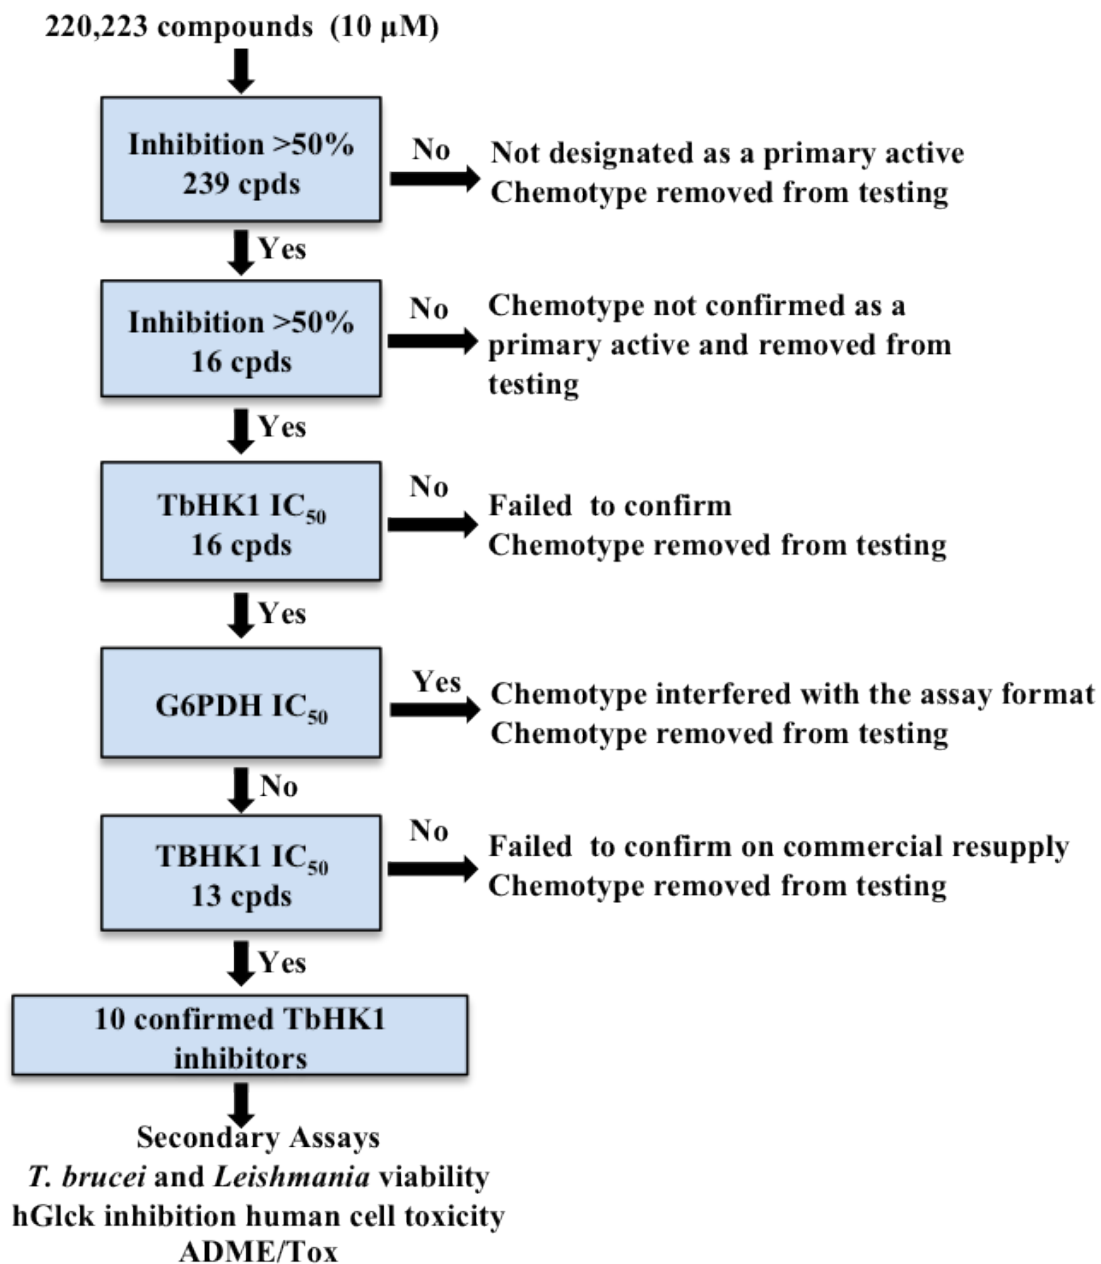 220,223 compounds (10 µM)
Inhibition >50%
239 cpds
No
Not designated as a primary active
Chemotype removed from testing
Yes
Inhibition >50%
16 cpds
No
Chemotype not confirmed as a
primary active and removed from
testing
Yes
TbHK1 IC50
16 cpds
No
Failed to confirm
Chemotype removed from testing
Yes
G6PDH IC50
Yes
Chemotype interfered with the assay format
Chemotype removed from testing
No
TBHK1 IC50
13 cpds
No
Failed to confirm on commercial resupply
Chemotype removed from testing
Yes
10 confirmed TbHK1
inhibitors
Secondary Assays
T. brucei and Leishmania viability
hGlck inhibition human cell toxicity
ADME/Tox